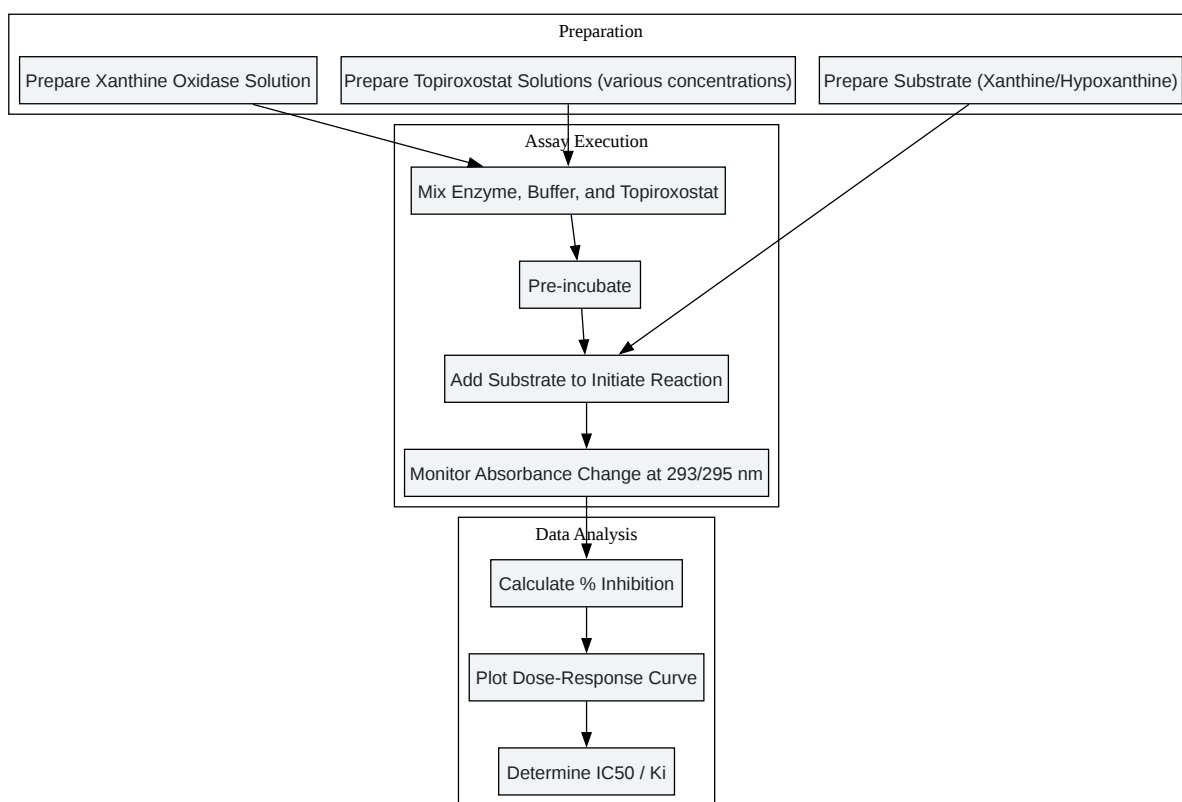 Preparation
Prepare Xanthine Oxidase Solution
Prepare Topiroxostat Solutions (various concentrations)
Prepare Substrate (Xanthine/Hypoxanthine)
Assay Execution
Mix Enzyme, Buffer, and Topiroxostat
Pre-incubate
Add Substrate to Initiate Reaction
Monitor Absorbance Change at 293/295 nm
Data Analysis
Calculate % Inhibition
Plot Dose-Response Curve
Determine IC50 / Ki